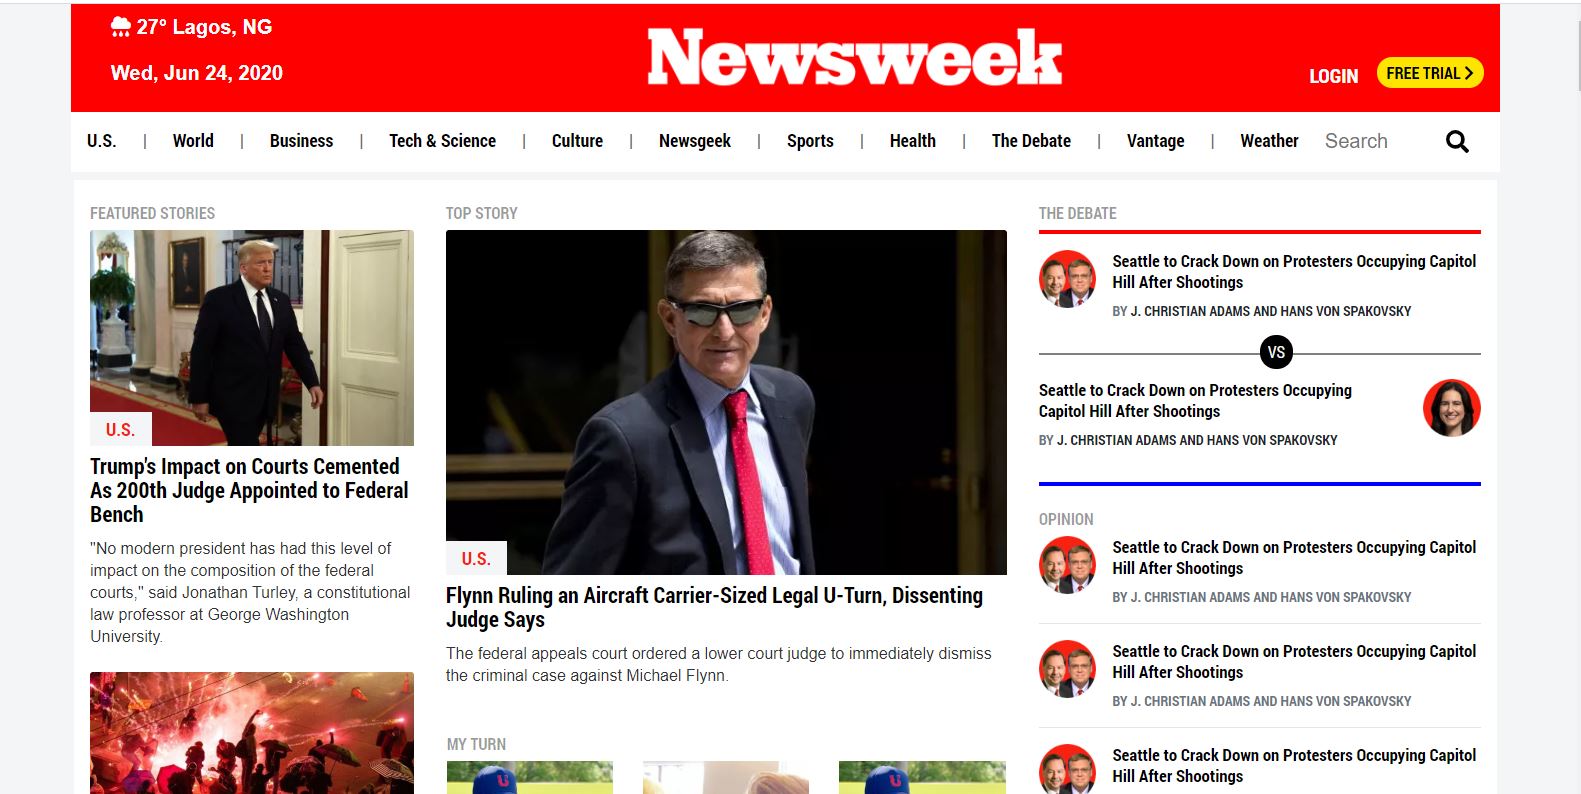 27° Lagos, NG
Wed, Jun 24, 2020
Newsweek
LOGIN
FREE TRIAL
U.S. | World | Business | Tech & Science | Culture | Newsgeek | Sports | Health | The Debate | Vantage | Weather
Search
FEATURED STORIES
U.S.
Trump's Impact on Courts Cemented
As 200th Judge Appointed to Federal
Bench
"No modern president has had this level of
impact on the composition of the federal
courts," said Jonathan Turley, a constitutional
law professor at George Washington
University.
TOP STORY
U.S.
Flynn Ruling an Aircraft Carrier-Sized Legal U-Turn, Dissenting
Judge Says
The federal appeals court ordered a lower court judge to immediately dismiss
the criminal case against Michael Flynn.
MY TURN
U
U
THE DEBATE
Seattle to Crack Down on Protesters Occupying Capitol
Hill After Shootings
BY J. CHRISTIAN ADAMS AND HANS VON SPAKOVSKY
VS
Seattle to Crack Down on Protesters Occupying
Capitol Hill After Shootings
BY J. CHRISTIAN ADAMS AND HANS VON SPAKOVSKY
OPINION
Seattle to Crack Down on Protesters Occupying Capitol
Hill After Shootings
BY J. CHRISTIAN ADAMS AND HANS VON SPAKOVSKY
Seattle to Crack Down on Protesters Occupying Capitol
Hill After Shootings
BY J. CHRISTIAN ADAMS AND HANS VON SPAKOVSKY
Seattle to Crack Down on Protesters Occupying Capitol
Hill After Shootings